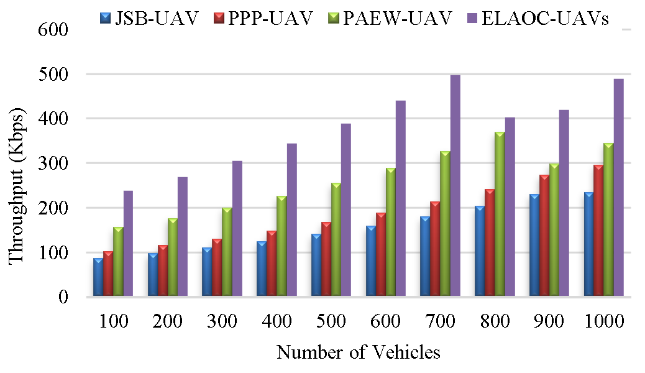 JSB-UAV PPP-UAV PAEW-UAV ELAOC-UAVs
600
500
400
300
200
100
0
Throughput (Kbps)
100 200 300 400 500 600 700 800 900 1000
Number of Vehicles